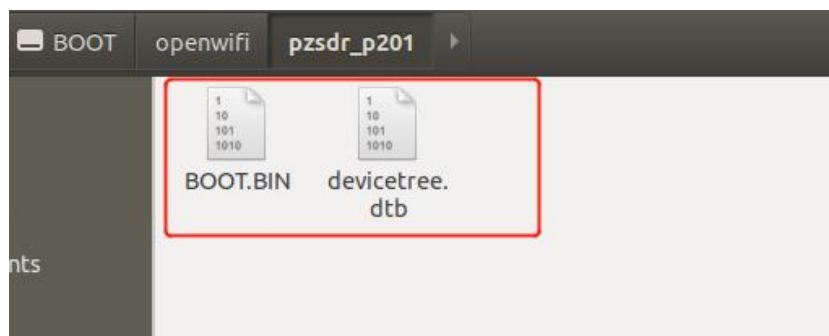 BOOT openwifi pzsdr_p201
1
10
101
1010
1
10
101
1010
BOOT.BIN
devicetree.
dtb
nts